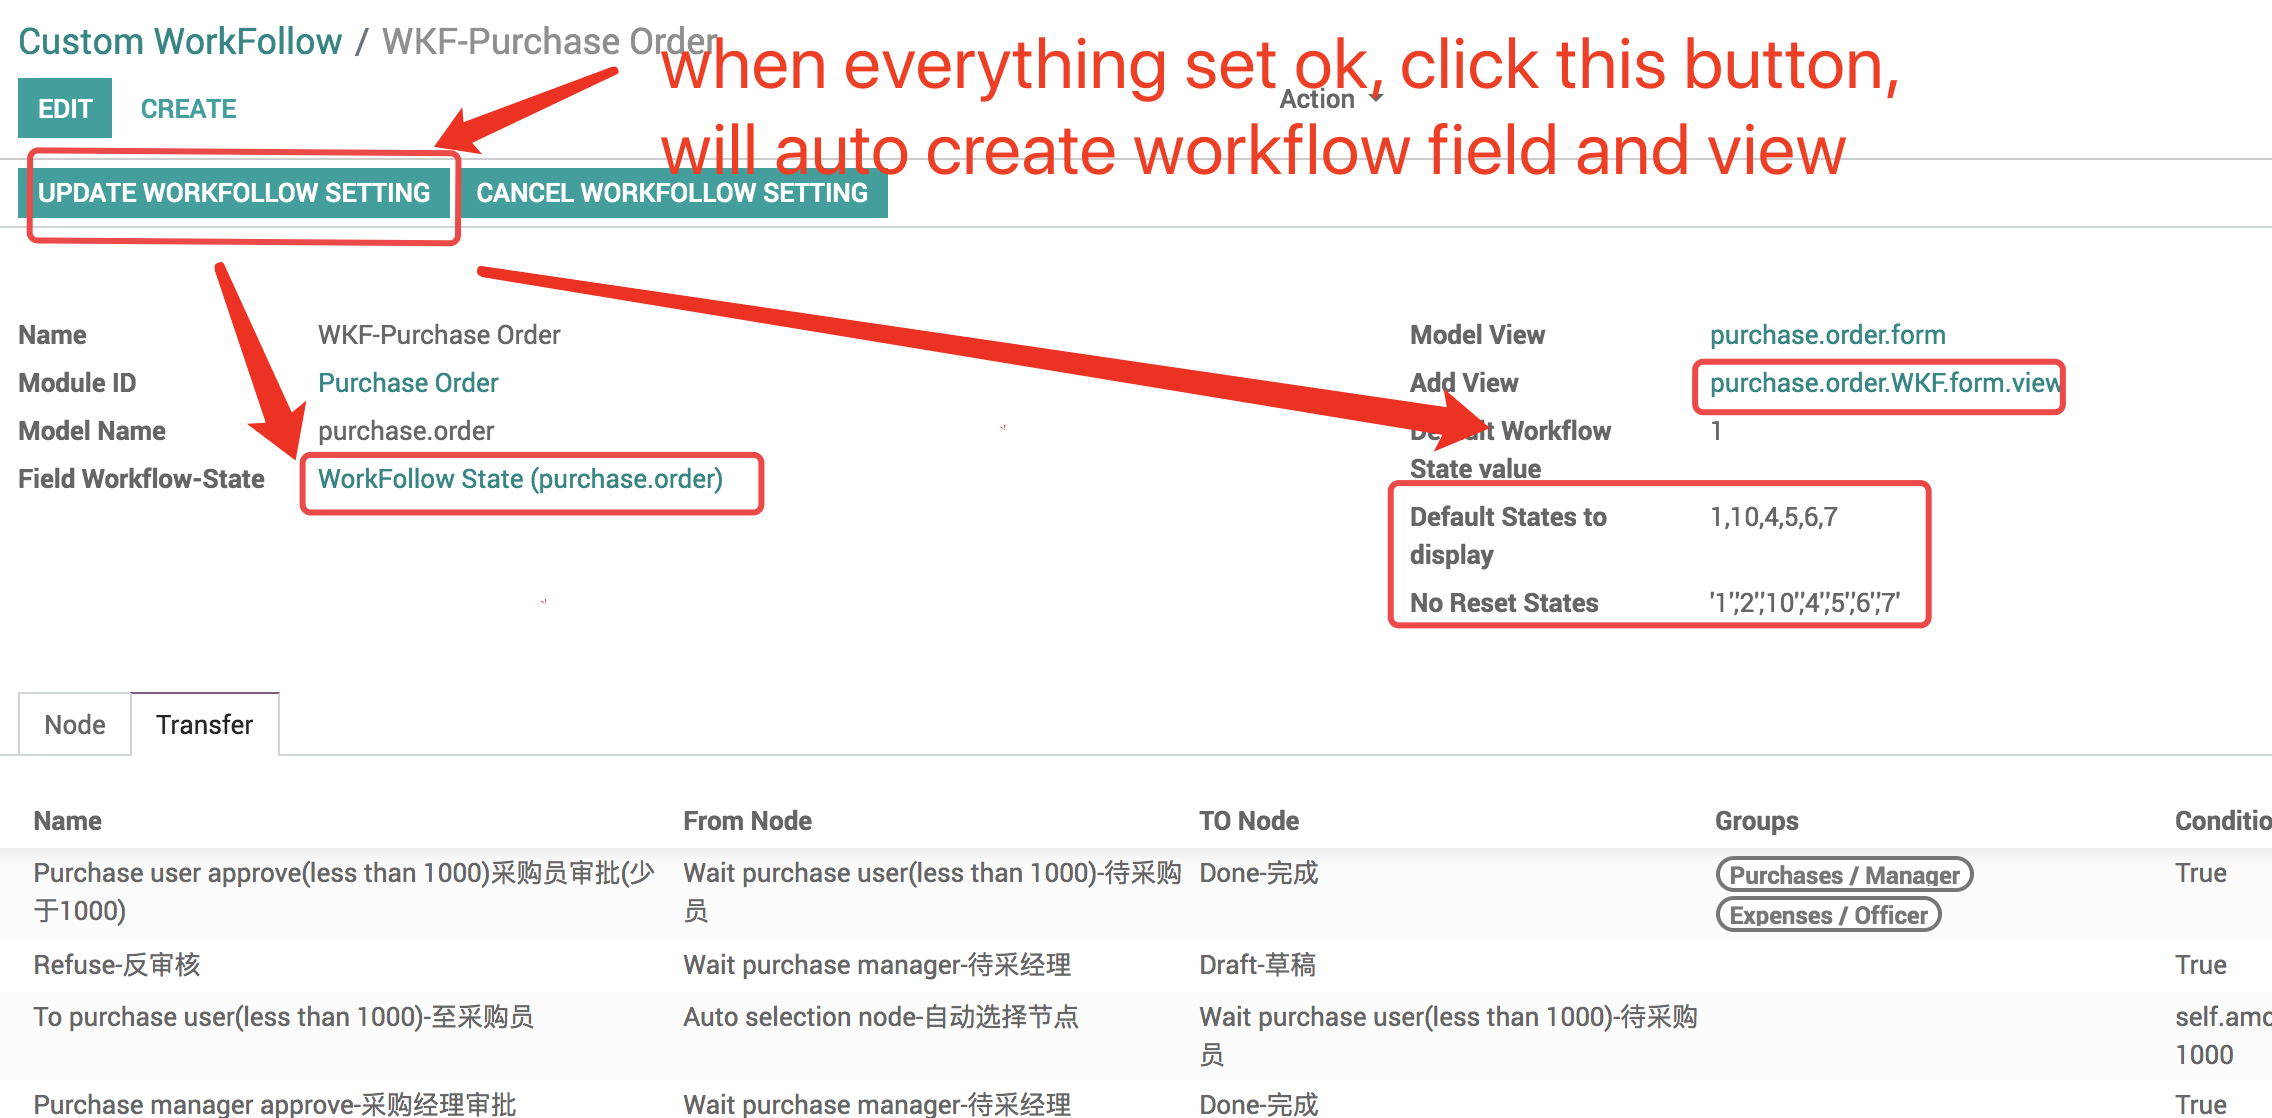 Custom WorkFollow / WKF-Purchase Order
when everything set ok, click this button,
EDIT CREATE Action
will auto create workflow field and view
UPDATE WORKFOLLOW SETTING CANCEL WORKFOLLOW SETTING
Name WKF-Purchase Order Model View purchase.order.form
Module ID Purchase Order Add View purchase.order.WKF.form.view
Model Name purchase.order Default Workflow 1
State value
Field Workflow-State WorkFollow State (purchase.order)
Default States to 1,10,4,5,6,7
display
No Reset States '1','2','10','4','5','6','7'
Node Transfer
Name From Node TO Node Groups Conditio
Purchase user approve(less than 1000)采购员审批(少 Wait purchase user(less than 1000)-待采购 Done-完成 Purchases / Manager True
于1000) 员 Expenses / Officer
Refuse-反审核 Wait purchase manager-待采经理 Draft-草稿 True
To purchase user(less than 1000)-至采购员 Auto selection node-自动选择节点 Wait purchase user(less than 1000)-待采购 self.amo
员 1000
Purchase manager approve-采购经理审批 Wait purchase manager-待采经理 Done-完成 True